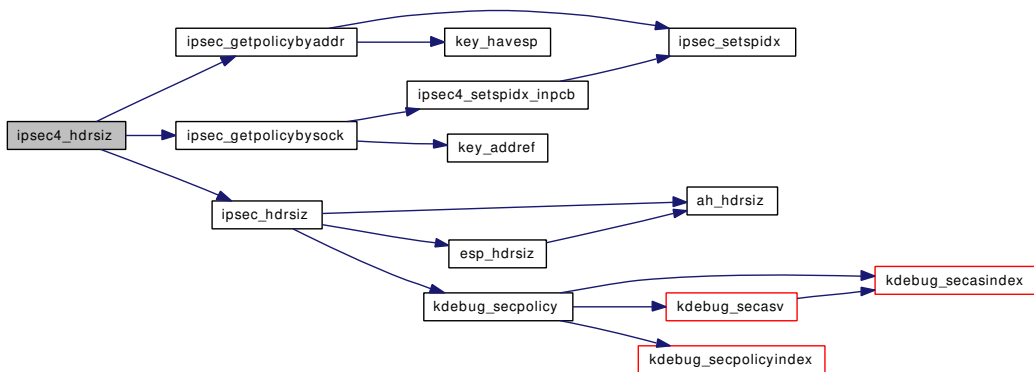 ipsec_getpolicybyaddr
key_havesp
ipsec_setspidx
ipsec4_setspidx_inpcb
ipsec4_hdrsiz
ipsec_getpolicybysock
key_addref
ipsec_hdrsiz
ah_hdrsiz
esp_hdrsiz
kdebug_secasindex
kdebug_secpolicy
kdebug_secasv
kdebug_secpolicyindex